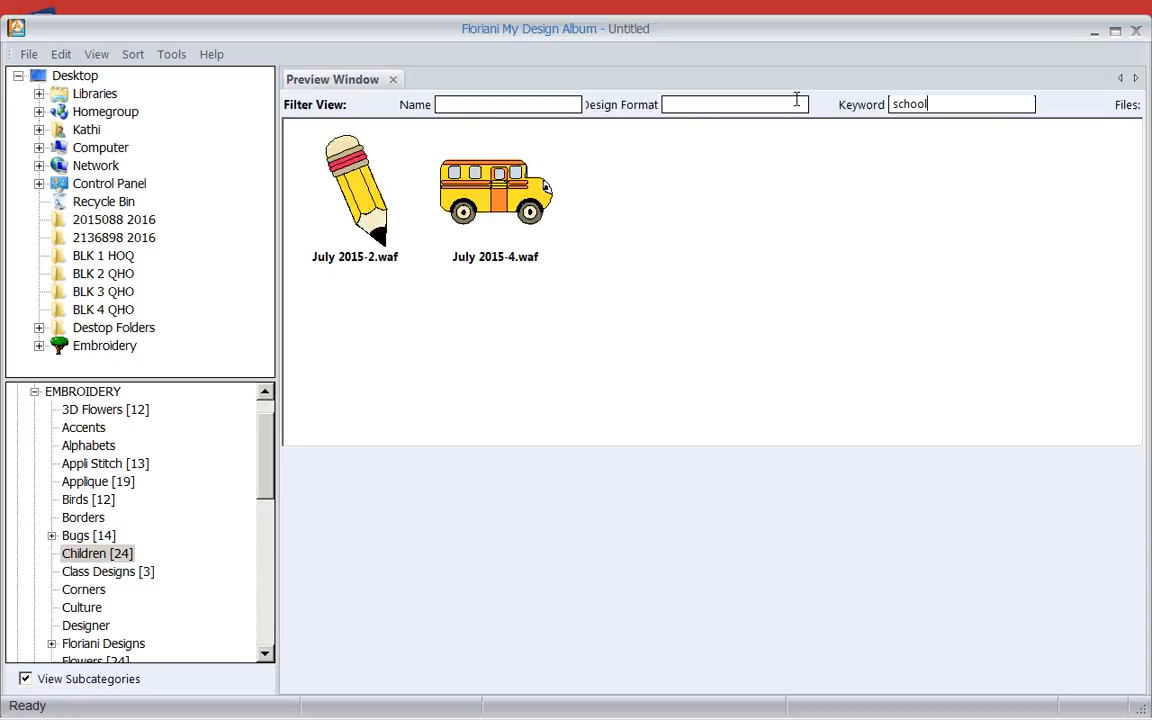 Floriani My Design Album - Untitled
File Edit View Sort Tools Help
Desktop
Libraries
Homegroup
Kathi
Computer
Network
Control Panel
Recycle Bin
2015088 2016
2136898 2016
BLK 1 HOQ
BLK 2 QHO
BLK 3 QHO
BLK 4 QHO
Destop Folders
Embroidery
EMBROIDERY
3D Flowers [12]
Accents
Alphabets
Appli Stitch [13]
Applique [19]
Birds [12]
Borders
Bugs [14]
Children [24]
Class Designs [3]
Corners
Culture
Designer
Floriani Designs
Flowers [24]
View Subcategories
Preview Window
Filter View: Name Design Format Keyword school Files:
July 2015-2.waf July 2015-4.waf
Ready